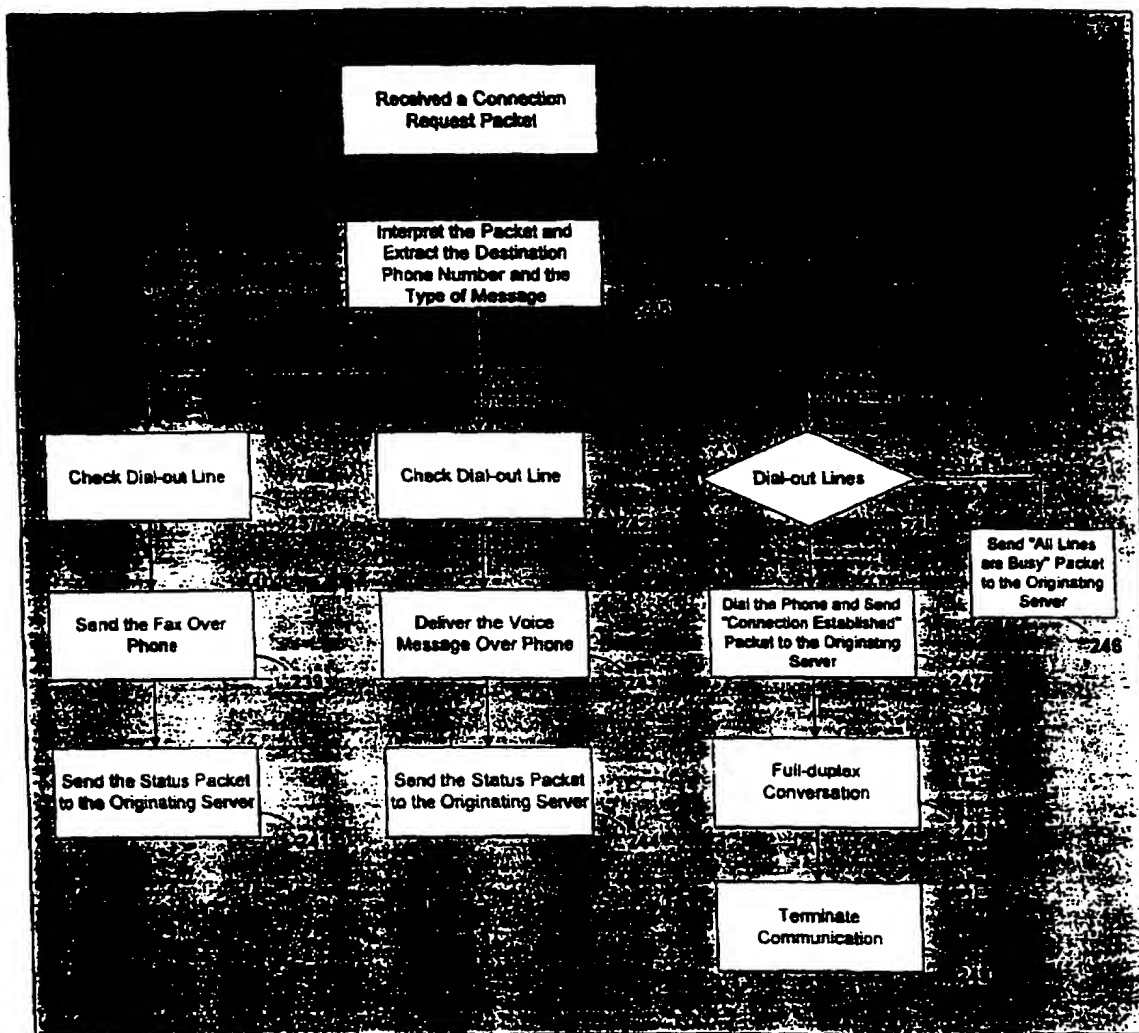 Received a Connection
Request Packet
Interpret the Packet and
Extract the Destination
Phone Number and the
Type of Message
Check Dial-out Line
Check Dial-out Line
Dial-out Lines
Send "All Lines
are Busy" Packet
to the Originating
Server
246
Send the Fax Over
Phone
239
Deliver the Voice
Message Over Phone
Dial the Phone and Send
"Connection Established"
Packet to the Originating
Server
247
Send the Status Packet
to the Originating Server
Send the Status Packet
to the Originating Server
Full-duplex
Conversation
Terminate
Communication